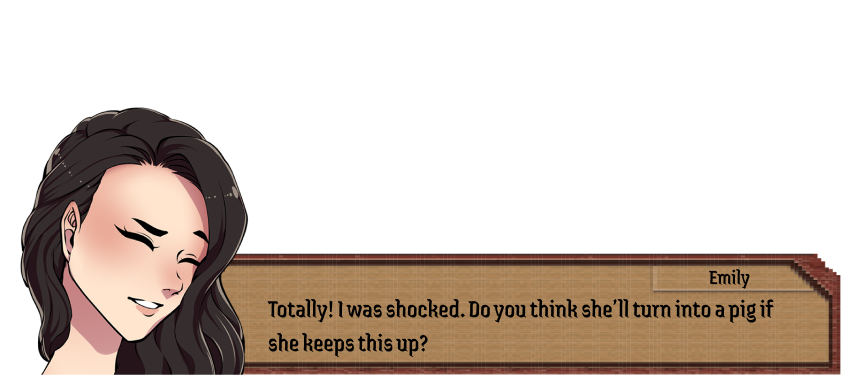 Emily
Totally! I was shocked. Do you think she'll turn into a pig if
she keeps this up?